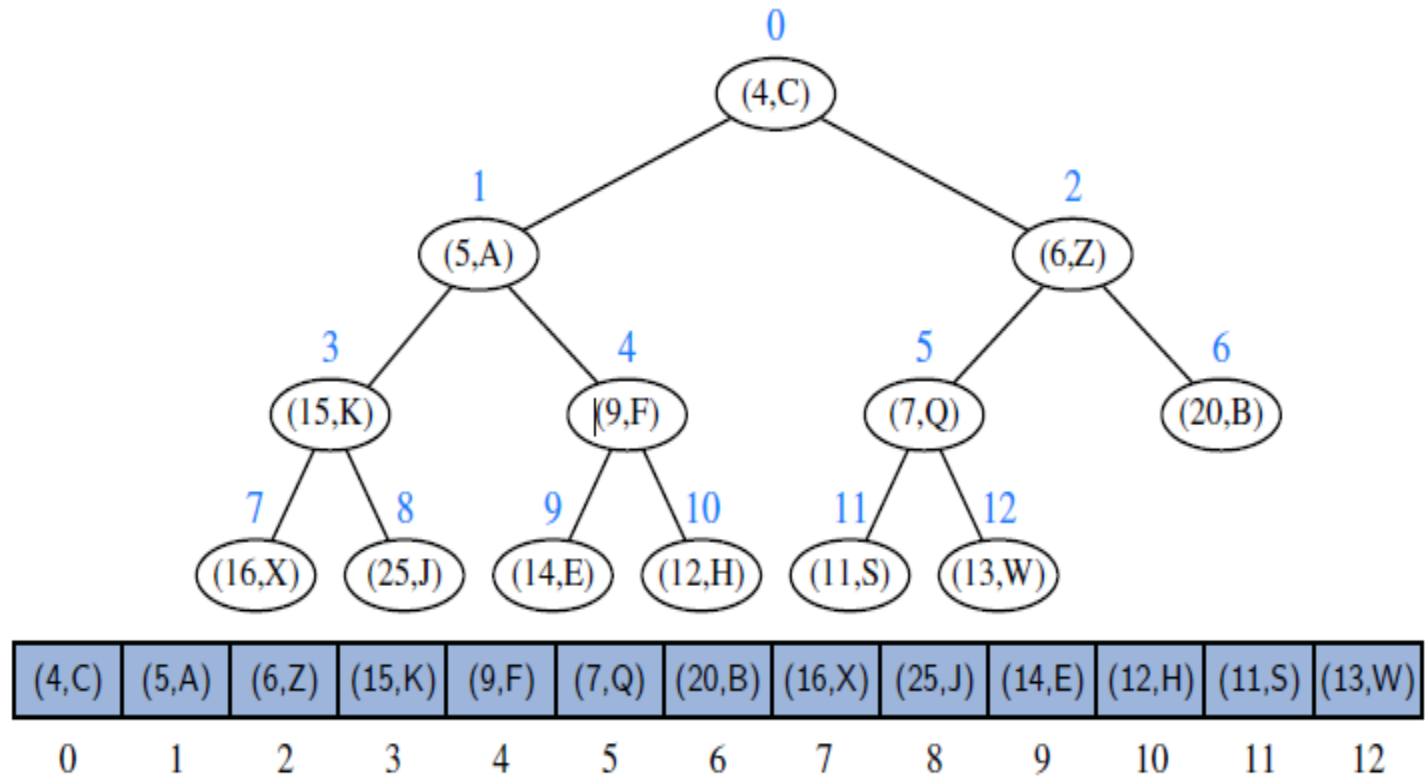 0
(4,C)
1 2
(5,A) (6,Z)
3 4 5 6
(15,K) (9,F) (7,Q) (20,B)
7 8 9 10 11 12
(16,X) (25,J) (14,E) (12,H) (11,S) (13,W)
(4,C) (5,A) (6,Z) (15,K) (9,F) (7,Q) (20,B) (16,X) (25,J) (14,E) (12,H) (11,S) (13,W)
0 1 2 3 4 5 6 7 8 9 10 11 12